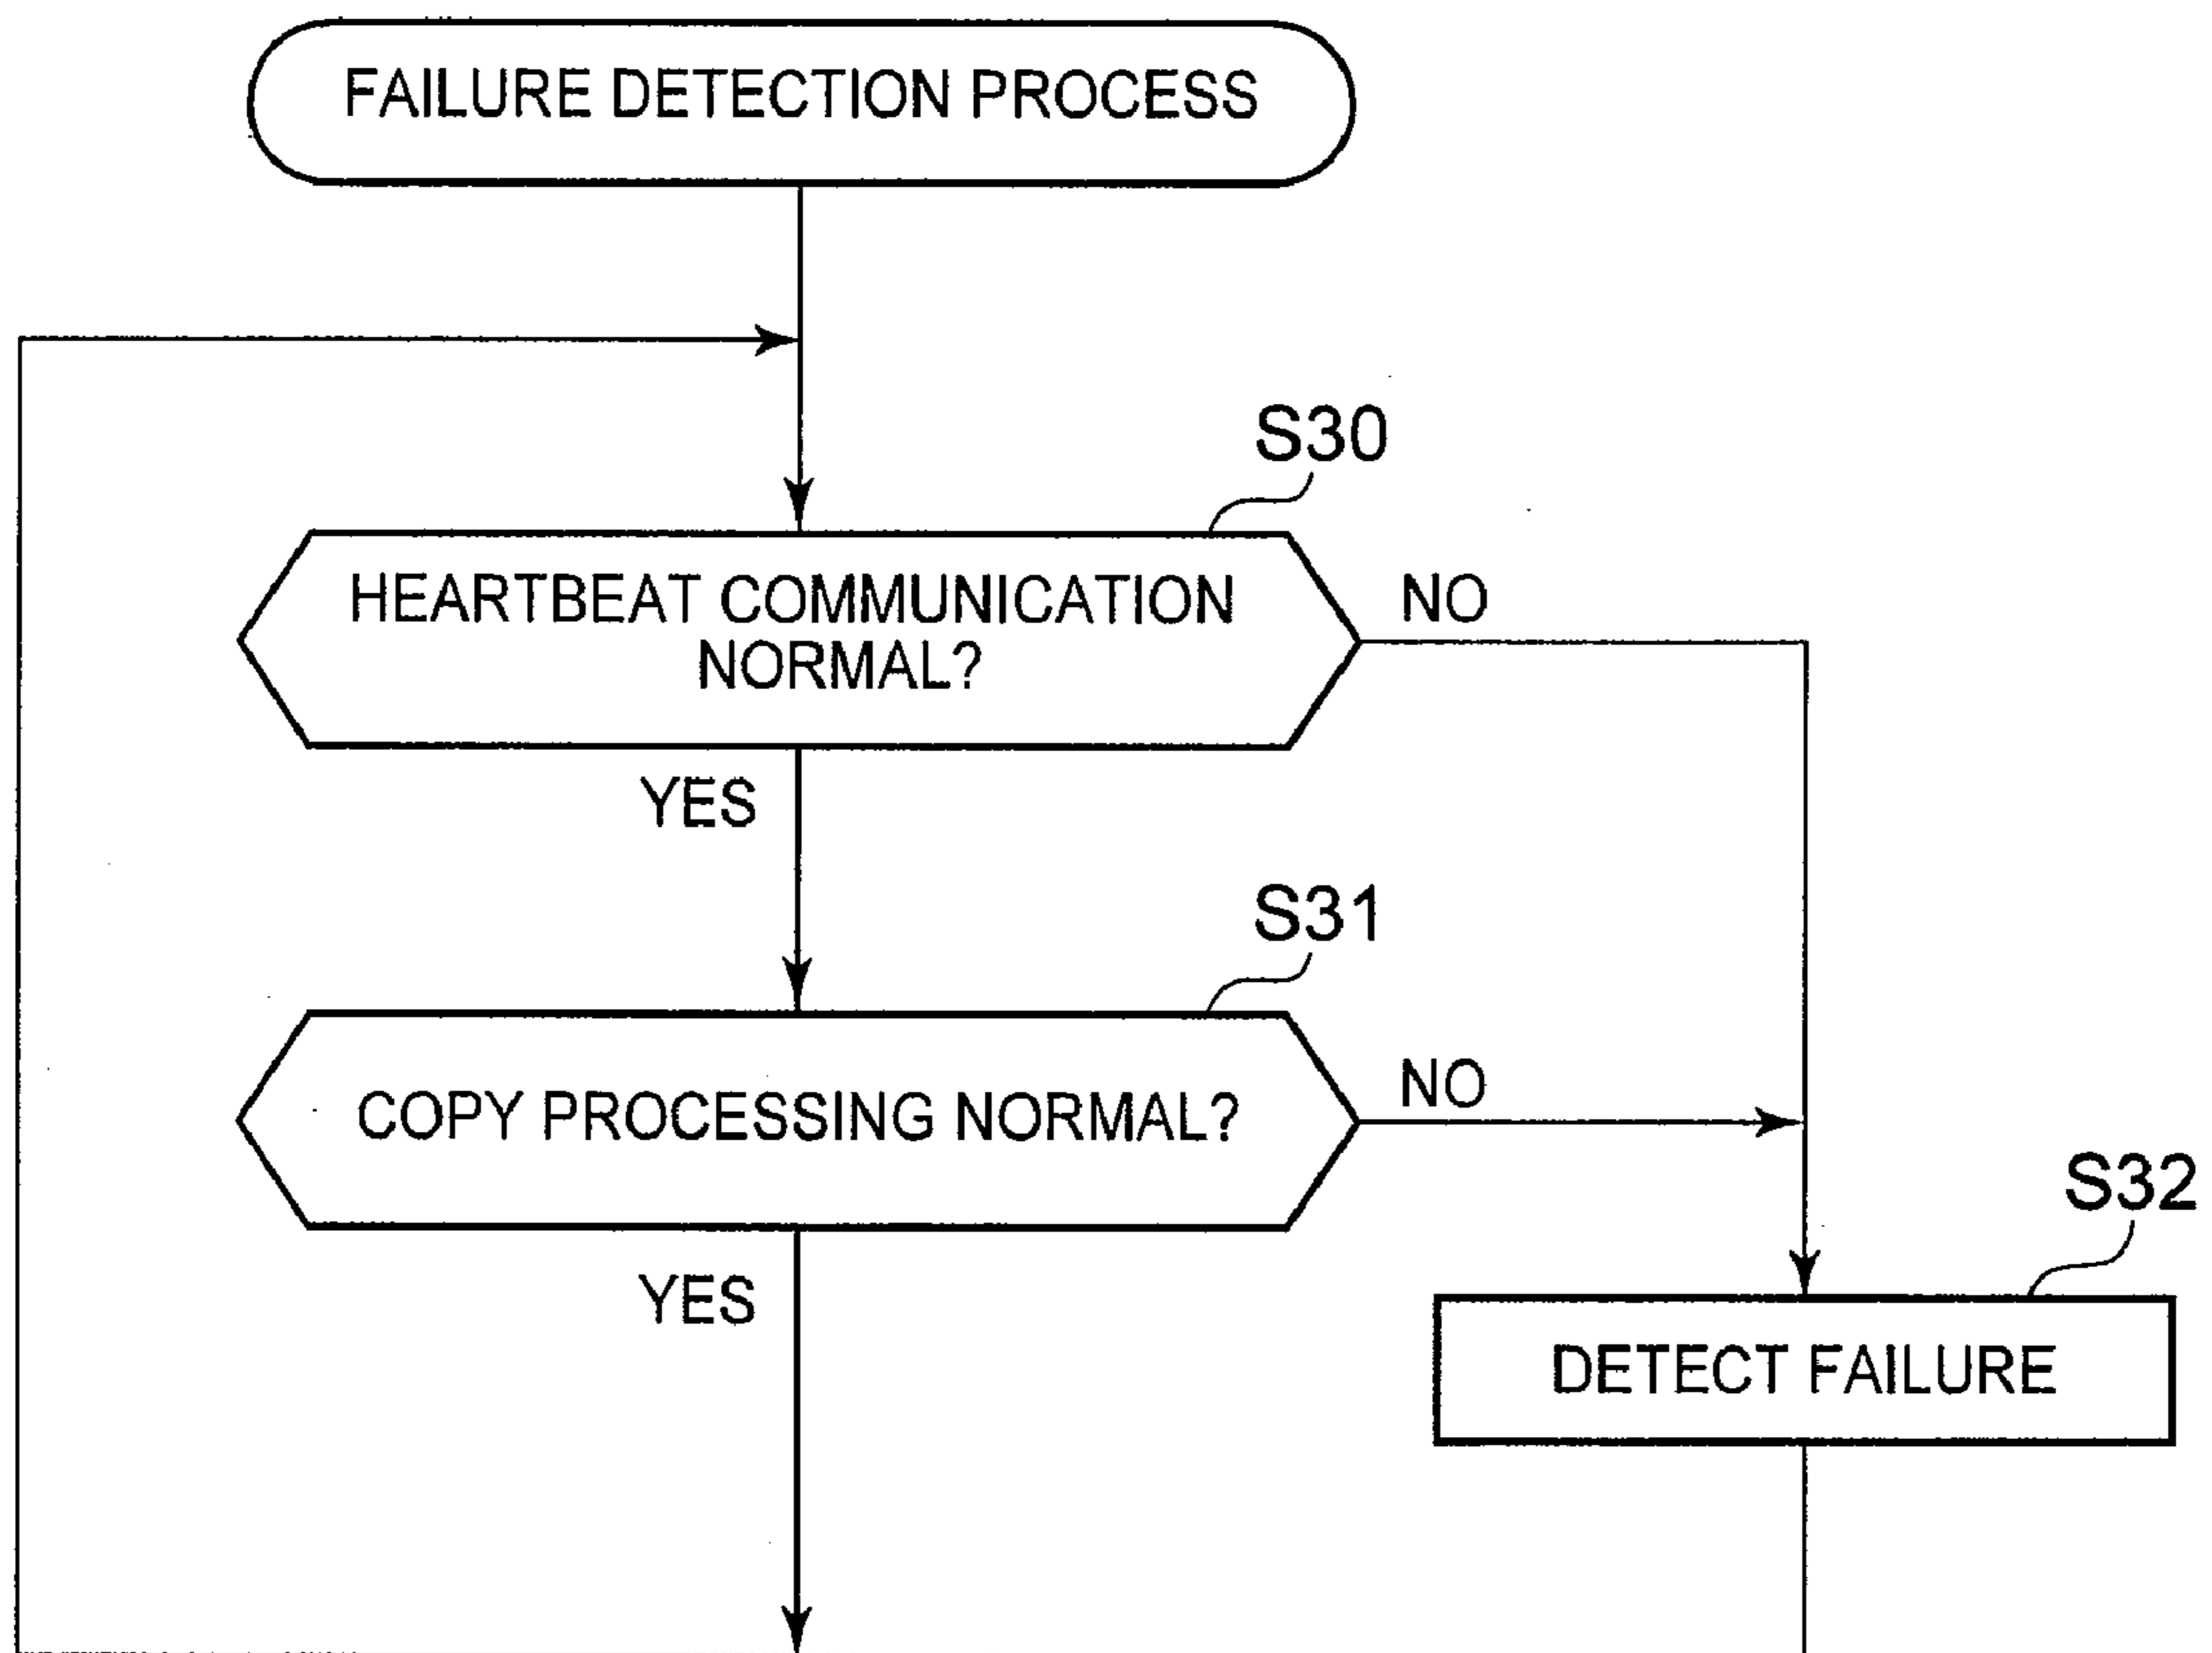 FAILURE DETECTION PROCESS
S30
HEARTBEAT COMMUNICATION
NORMAL?
NO
YES
S31
COPY PROCESSING NORMAL?
NO
S32
YES
DETECT FAILURE